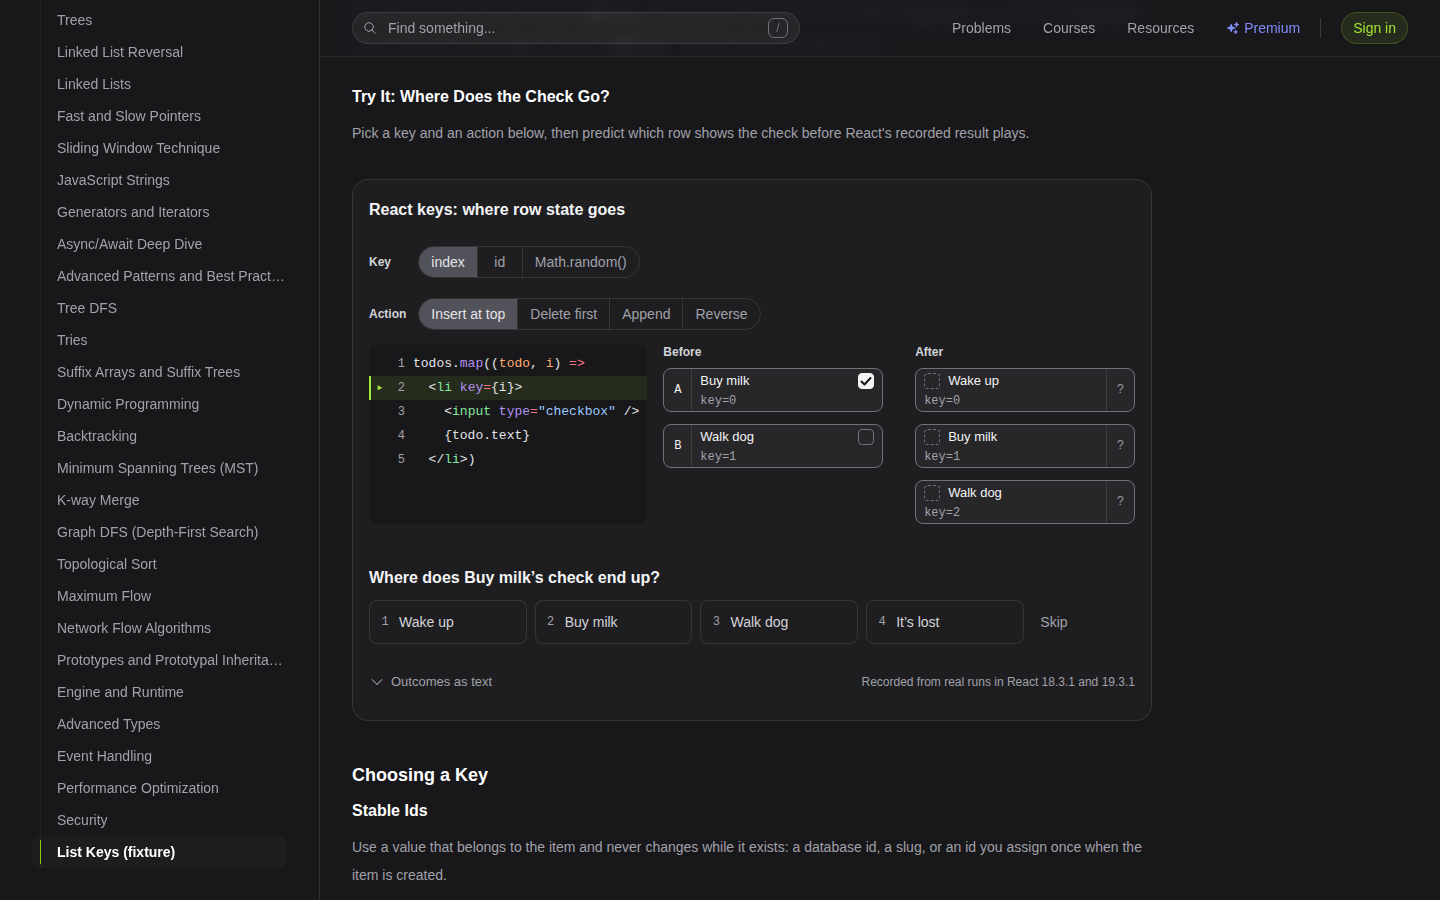 Trees
Linked List Reversal
Linked Lists
Fast and Slow Pointers
Sliding Window Technique
JavaScript Strings
Generators and Iterators
Async/Await Deep Dive
Advanced Patterns and Best Pract…
Tree DFS
Tries
Suffix Arrays and Suffix Trees
Dynamic Programming
Backtracking
Minimum Spanning Trees (MST)
K-way Merge
Graph DFS (Depth-First Search)
Topological Sort
Maximum Flow
Network Flow Algorithms
Prototypes and Prototypal Inherita…
Engine and Runtime
Advanced Types
Event Handling
Performance Optimization
Security
List Keys (fixture)
Find something... /
Problems Courses Resources Premium Sign in
Try It: Where Does the Check Go?
Pick a key and an action below, then predict which row shows the check before React's recorded result plays.
React keys: where row state goes
Key index id Math.random()
Action Insert at top Delete first Append Reverse
1 todos.map((todo, i) =>
2 <li key={i}>
3 <input type="checkbox" />
4 {todo.text}
5 </li>)
Before
A Buy milk
key=0
B Walk dog
key=1
After
Wake up
key=0 ?
Buy milk
key=1 ?
Walk dog
key=2 ?
Where does Buy milk’s check end up?
1 Wake up 2 Buy milk 3 Walk dog 4 It’s lost Skip
Outcomes as text Recorded from real runs in React 18.3.1 and 19.3.1
Choosing a Key
Stable Ids
Use a value that belongs to the item and never changes while it exists: a database id, a slug, or an id you assign once when the
item is created.